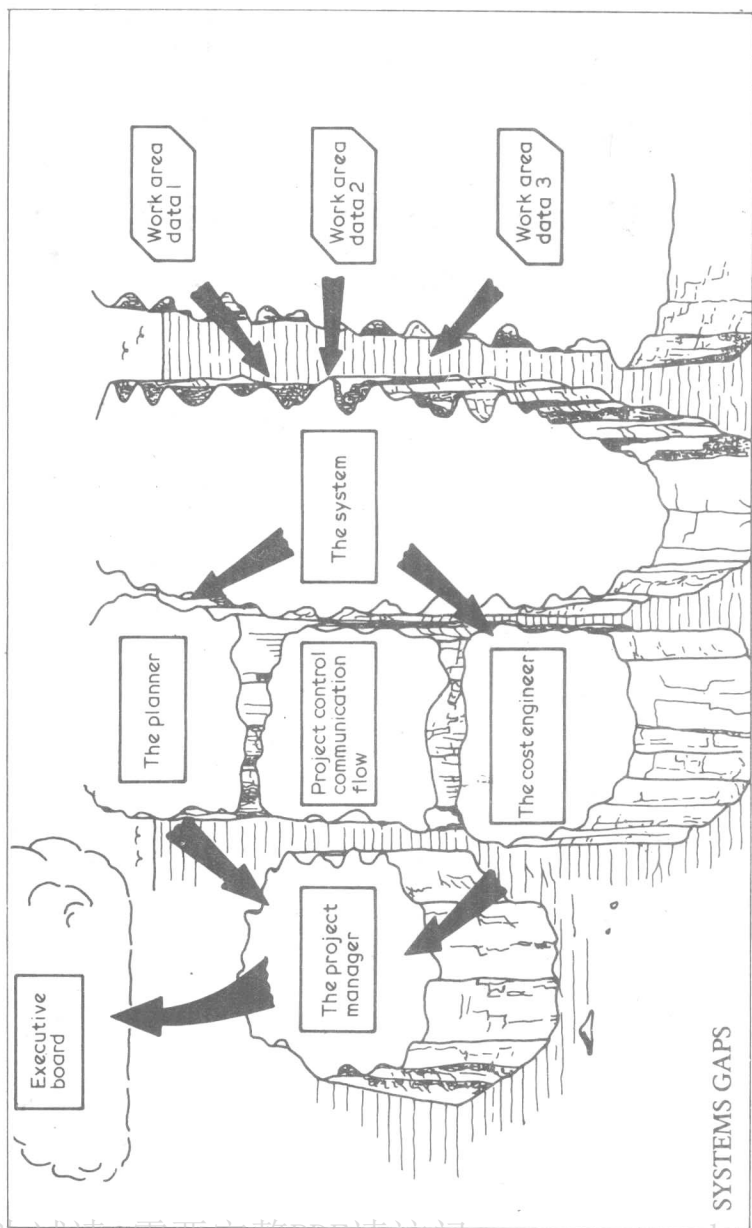 Executive
board
The project
manager
The planner
Project control
communication
flow
The cost engineer
The system
Work area
data 1
Work area
data 2
Work area
data 3
SYSTEMS GAPS